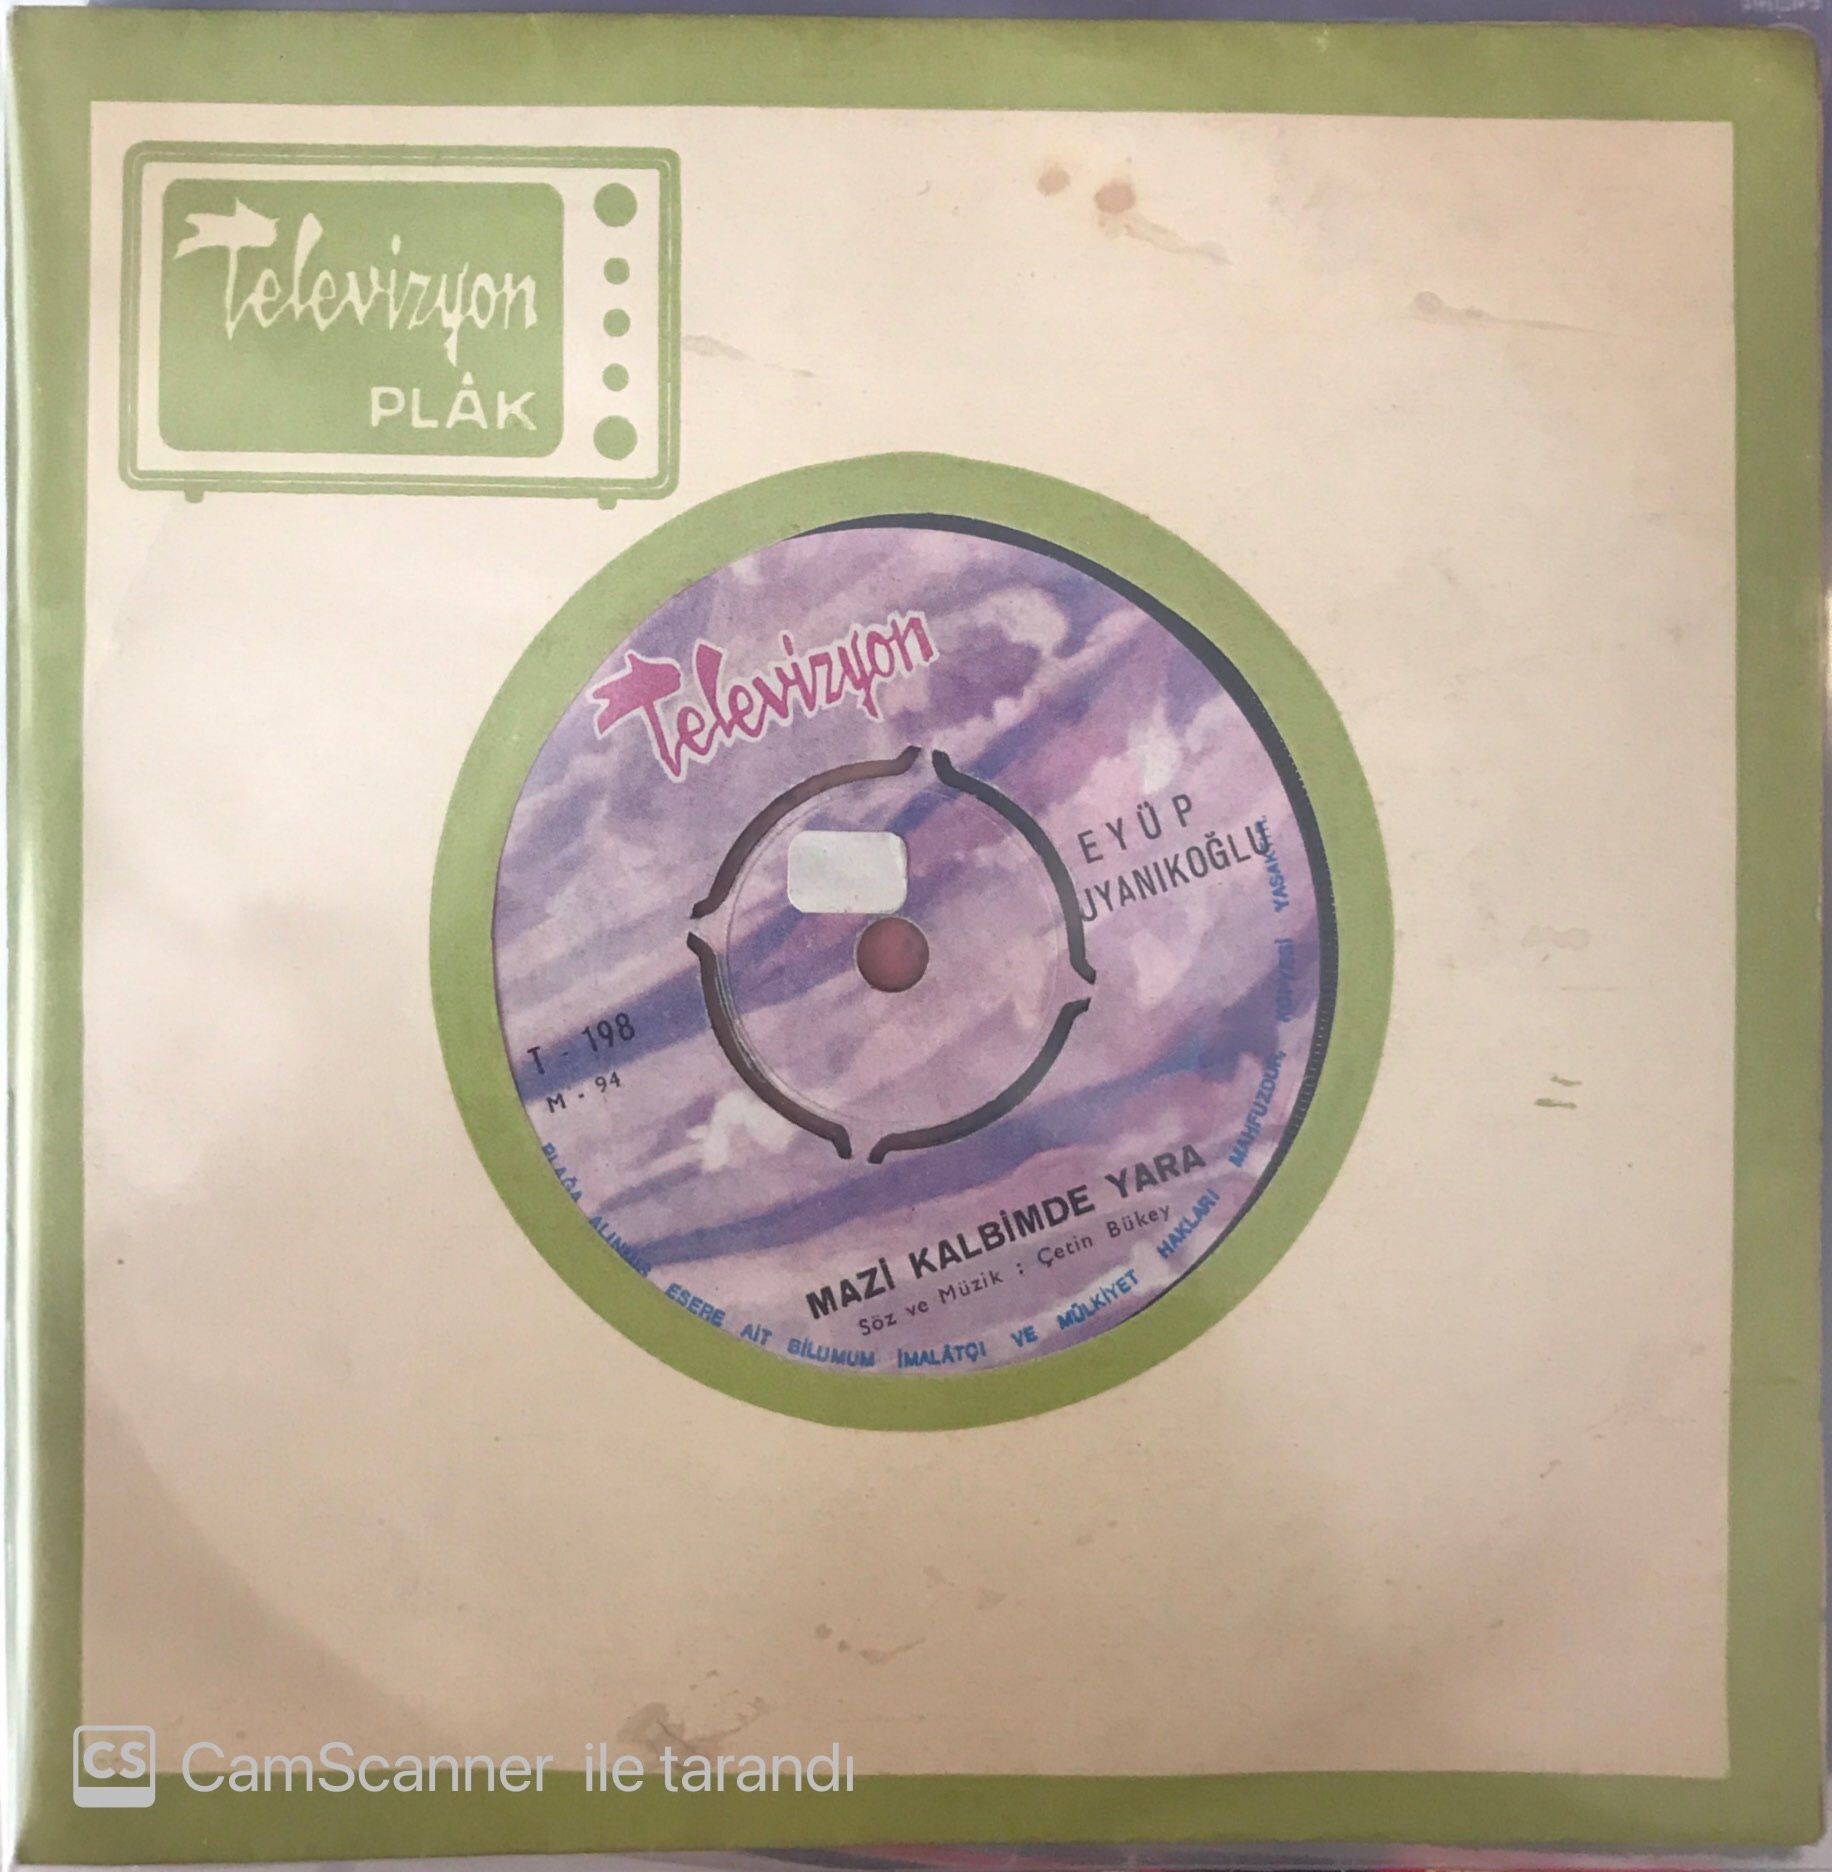 Televizyon
PLÂK
Televizyon
EYÜP
UYANIKOĞLU
T - 198
M - 94
MAZİ KALBİMDE YARA
Söz ve Müzik : Çetin Bükey
PLAĞA ALINMIŞ ESERE AİT BİLUMUM İMALÂTÇI VE MÜLKİYET HAKLARI MAHFUZDUR, KOPYESİ YASAKTIR.
CS CamScanner ile tarandı